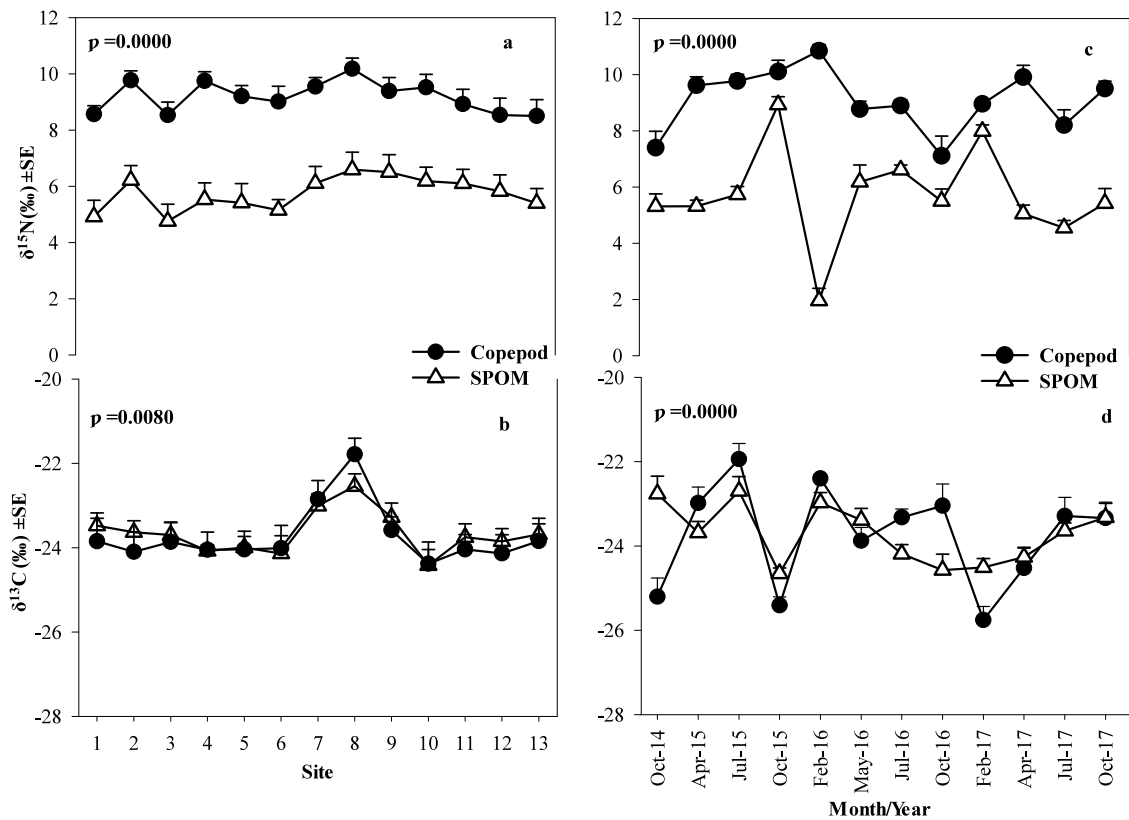 12
10
8
6
4
2
0
p =0.0000
a
δ¹⁵N (‰) ±SE
12
10
8
6
4
2
0
p =0.0000
c
Copepod
SPOM
Copepod
SPOM
-20
-22
-24
-26
-28
p =0.0080
b
δ¹³C (‰) ±SE
1 2 3 4 5 6 7 8 9 10 11 12 13
Site
-20
-22
-24
-26
-28
p =0.0000
d
Oct-14
Apr-15
Jul-15
Oct-15
Feb-16
May-16
Jul-16
Oct-16
Feb-17
Apr-17
Jul-17
Oct-17
Month/Year